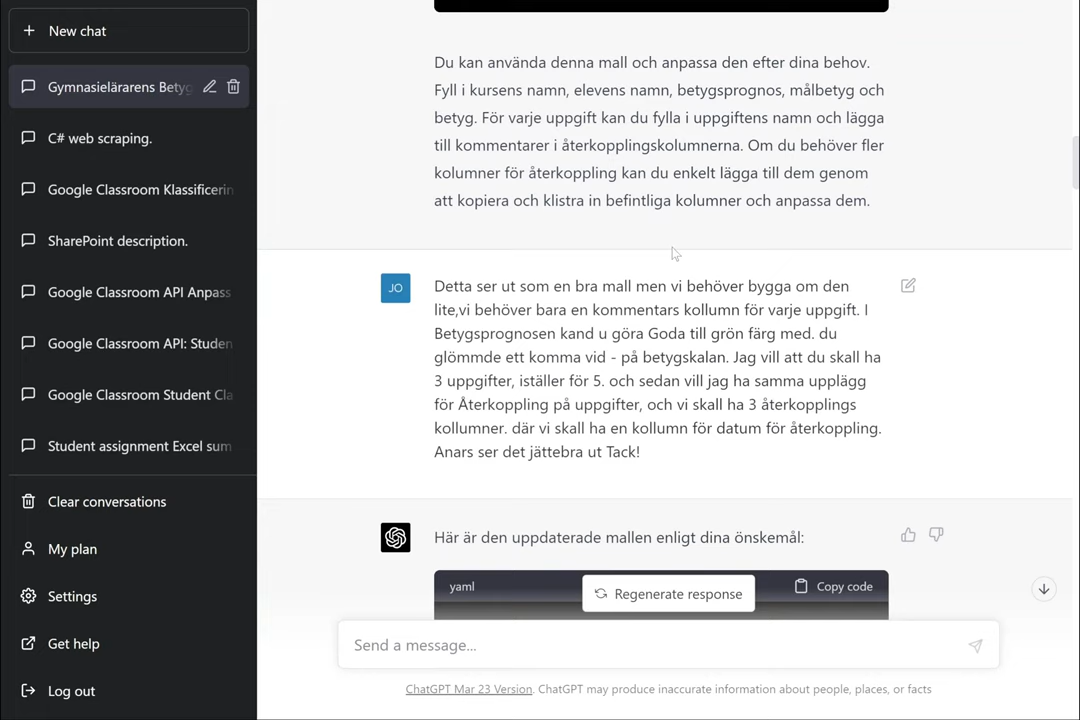 New chat
Gymnasielärarens Betyg
C# web scraping.
Google Classroom Klassificerin
SharePoint description.
Google Classroom API Anpass
Google Classroom API: Studen
Google Classroom Student Cla
Student assignment Excel sum
Clear conversations
My plan
Settings
Get help
Log out
Du kan använda denna mall och anpassa den efter dina behov.
Fyll i kursens namn, elevens namn, betygsprognos, målbetyg och
betyg. För varje uppgift kan du fylla i uppgiftens namn och lägga
till kommentarer i återkopplingskolumnerna. Om du behöver fler
kolumner för återkoppling kan du enkelt lägga till dem genom
att kopiera och klistra in befintliga kolumner och anpassa dem.
JO
Detta ser ut som en bra mall men vi behöver bygga om den
lite,vi behöver bara en kommentars kollumn för varje uppgift. I
Betygsprognosen kand u göra Goda till grön färg med. du
glömmde ett komma vid - på betygskalan. Jag vill att du skall ha
3 uppgifter, iställer för 5. och sedan vill jag ha samma upplägg
för Återkoppling på uppgifter, och vi skall ha 3 återkopplings
kollumner. där vi skall ha en kollumn för datum för återkoppling.
Anars ser det jättebra ut Tack!
Här är den uppdaterade mallen enligt dina önskemål:
yaml
Copy code
Regenerate response
Send a message...
ChatGPT Mar 23 Version. ChatGPT may produce inaccurate information about people, places, or facts